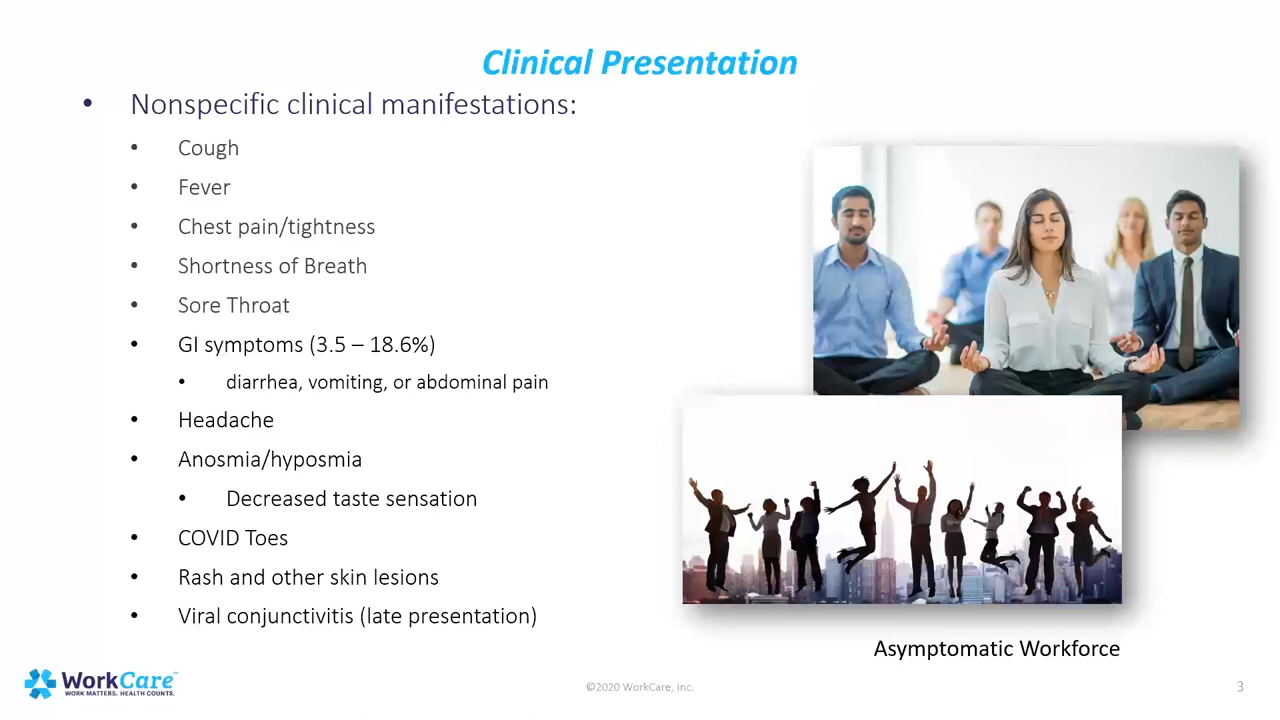 Clinical Presentation
• Nonspecific clinical manifestations:
• Cough
• Fever
• Chest pain/tightness
• Shortness of Breath
• Sore Throat
• GI symptoms (3.5 – 18.6%)
• diarrhea, vomiting, or abdominal pain
• Headache
• Anosmia/hyposmia
• Decreased taste sensation
• COVID Toes
• Rash and other skin lesions
• Viral conjunctivitis (late presentation)
Asymptomatic Workforce
WorkCare™
WORK MATTERS. HEALTH COUNTS.
©2020 WorkCare, Inc.
3